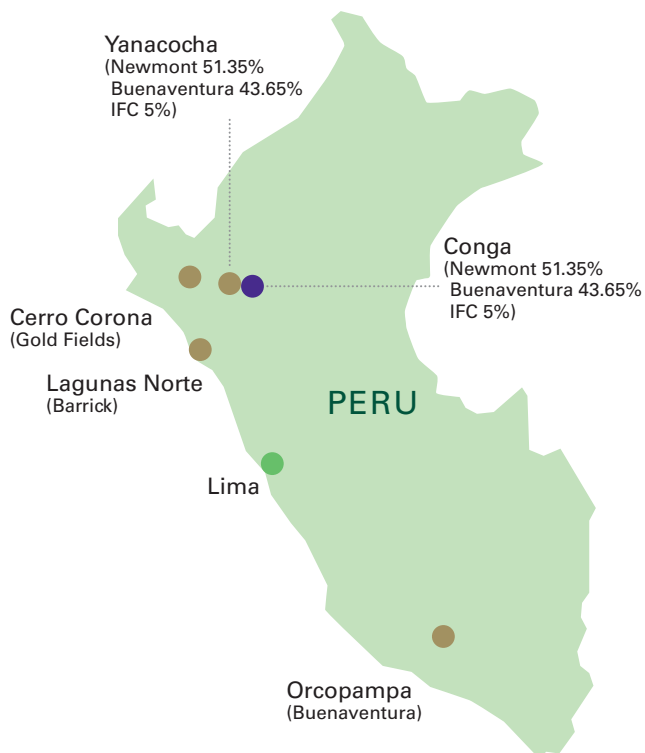 Yanacocha
(Newmont 51.35%
Buenaventura 43.65%
IFC 5%)
Conga
(Newmont 51.35%
Buenaventura 43.65%
IFC 5%)
Cerro Corona
(Gold Fields)
Lagunas Norte
(Barrick)
PERU
Lima
Orcopampa
(Buenaventura)